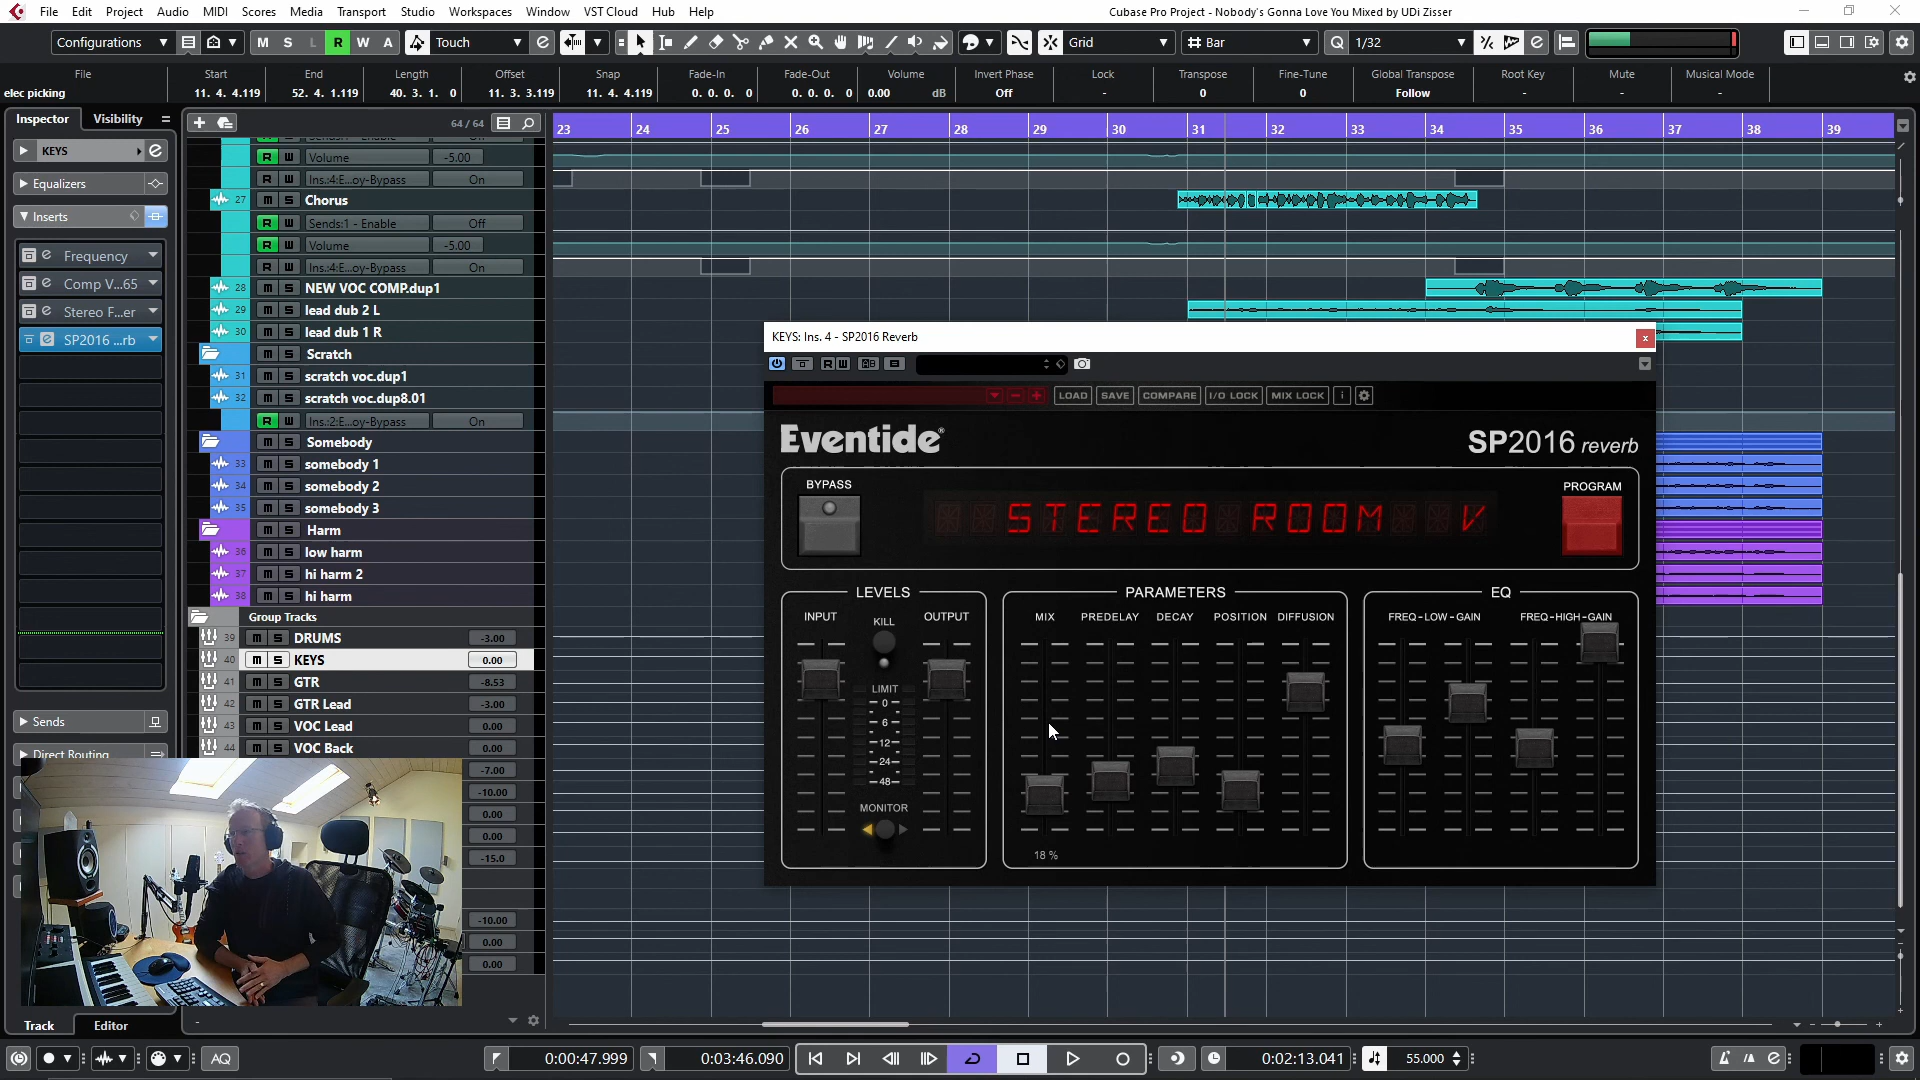 File Edit Project Audio MIDI Scores Media Transport Studio Workspaces Window VST Cloud Hub Help
Cubase Pro Project - Nobody's Gonna Love You Mixed by UDi Zisser
Configurations M S L R W A Touch Grid Bar Q 1/32
File Start End Length Offset Snap Fade-In Fade-Out Volume Invert Phase Lock Transpose Fine-Tune Global Transpose Root Key Mute Musical Mode
elec picking 11. 4. 4.119 52. 4. 1.119 40. 3. 1. 0 11. 3. 3.119 11. 4. 4.119 0. 0. 0. 0 0. 0. 0. 0 0.00 dB Off - 0 0 Follow - - -
Inspector Visibility
64 / 64
23 24 25 26 27 28 29 30 31 32 33 34 35 36 37 38 39
KEYS
Equalizers
Inserts
Frequency
Comp V...65
Stereo F...er
SP2016 ...rb
Sends
Direct Routing
R W Volume -5.00
R W Ins.:4:E...oy-Bypass On
27 M S Chorus
R W Sends:1 - Enable Off
R W Volume -5.00
R W Ins.:4:E...oy-Bypass On
28 M S NEW VOC COMP.dup1
29 M S lead dub 2 L
30 M S lead dub 1 R
M S Scratch
31 M S scratch voc.dup1
32 M S scratch voc.dup8.01
R W Ins.:2:E...oy-Bypass On
M S Somebody
33 M S somebody 1
34 M S somebody 2
35 M S somebody 3
M S Harm
36 M S low harm
37 M S hi harm 2
38 M S hi harm
Group Tracks
39 M S DRUMS -3.00
40 M S KEYS 0.00
41 M S GTR -8.53
42 M S GTR Lead -3.00
43 M S VOC Lead 0.00
44 M S VOC Back 0.00
-7.00
-10.00
0.00
0.00
-15.0
-10.00
0.00
0.00
KEYS: Ins. 4 - SP2016 Reverb
x
R W
LOAD SAVE COMPARE I/O LOCK MIX LOCK i
Eventide®
SP2016 reverb
BYPASS
STEREO ROOM V
PROGRAM
LEVELS
INPUT KILL OUTPUT
LIMIT
0
6
-12
-24
-48
MONITOR
PARAMETERS
MIX PREDELAY DECAY POSITION DIFFUSION
18 %
EQ
FREQ-LOW-GAIN FREQ-HIGH-GAIN
Track Editor
-
AQ
0:00:47.999 0:03:46.090 0:02:13.041 55.000